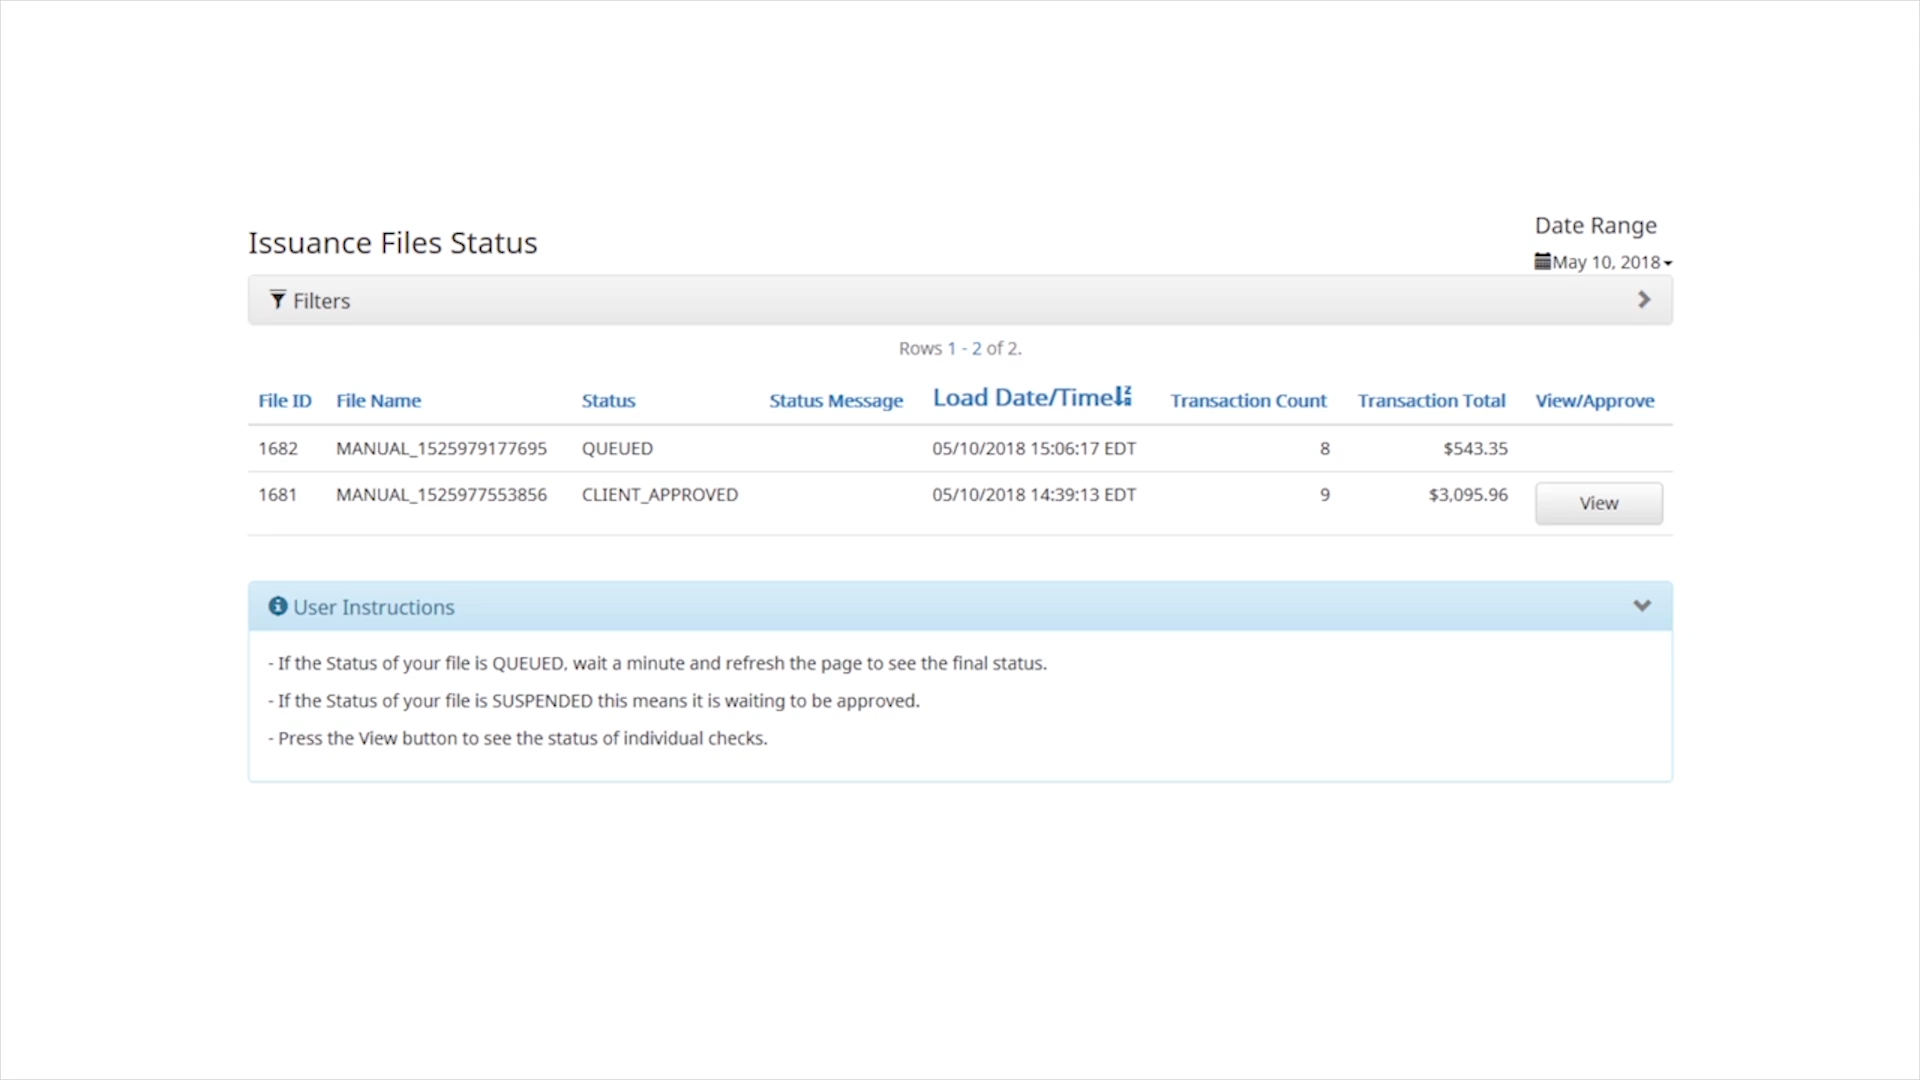 Issuance Files Status
Date Range
May 10, 2018
Filters
Rows 1 - 2 of 2.
File ID File Name Status Status Message Load Date/Time Transaction Count Transaction Total View/Approve
1682 MANUAL_1525979177695 QUEUED 05/10/2018 15:06:17 EDT 8 $543.35
1681 MANUAL_1525977553856 CLIENT_APPROVED 05/10/2018 14:39:13 EDT 9 $3,095.96 View
User Instructions
- If the Status of your file is QUEUED, wait a minute and refresh the page to see the final status.
- If the Status of your file is SUSPENDED this means it is waiting to be approved.
- Press the View button to see the status of individual checks.